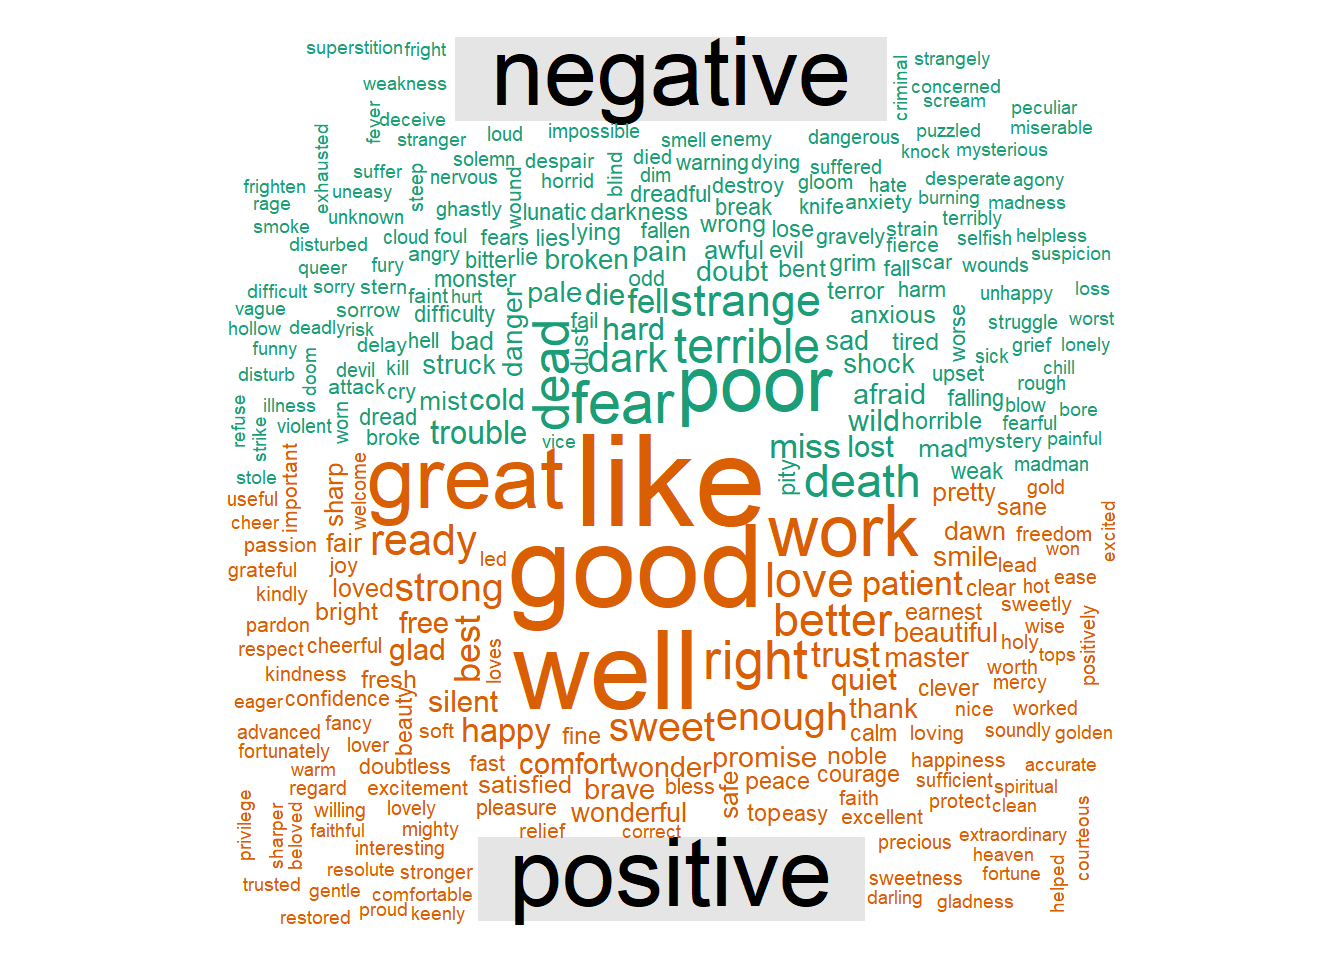 negative
superstition fright
strangely
weakness
criminal
concerned
scream
peculiar
fever
deceive
stranger
loud
impossible
smell enemy
dangerous
puzzled
miserable
exhausted
solemn despair
died
warning dying
knock mysterious
suffer
steep
nervous
horrid
blind
dim
suffered
frighten
uneasy
wound
dreadful destroy
gloom hate
desperate agony
rage
ghastly
lunatic darkness
break
knife anxiety
burning madness
smoke
unknown
terribly
disturbed
cloud foul
fears lies lying
fallen
wrong lose
gravely strain
fierce
selfish helpless
queer
fury
angry
bitter lie
broken pain
awful evil
suspicion
monster
odd
doubt bent grim fall scar wounds
difficult
sorry stern
faint hurt
danger
pale die fell strange
terror harm
unhappy
loss
vague
sorrow
difficulty
fail
anxious
hollow deadly risk
hell bad
dead
dust
hard
terrible
sad tired
worse
struggle worst
funny
delay
grief lonely
disturb
doom
devil kill
struck
dark
shock
sick
chill
attack cry
fear poor
upset
rough
refuse
illness
worn
mist cold
afraid falling
blow
bore
strike
violent
dread
wild horrible
fearful
broke trouble
vice
miss lost
mad mystery painful
stole
pity
death
weak
madman
great like
useful
important
sharp
welcome
pretty
gold
sane
cheer
work
dawn freedom
excited
passion
fair ready
led
good
smile
won
grateful
joy
lead
kindly
loved strong
love patient clear hot
ease
bright
earnest
sweetly
pardon
free
better beautiful
wise
respect cheerful
glad
best
loves
well
right trust master
holy
tops
positively
kindness
fresh
quiet
worth
mercy
eager confidence
beauty
silent
clever
nice
worked
advanced
fancy
soft
happy fine sweet enough thank
calm loving
soundly
golden
fortunately lover
warm
doubtless
fast
comfort wonder promise noble
happiness
accurate
regard excitement
satisfied brave
bless
safe
peace courage
sufficient spiritual
privilege
sharper
beloved
willing
lovely
pleasure wonderful
top easy
faith
protect clean
courteous
faithful
mighty
relief
correct
excellent
interesting
positive
precious
extraordinary
heaven
resolute stronger
fortune
trusted
gentle comfortable
sweetness
helped
restored
proud keenly
darling
gladness